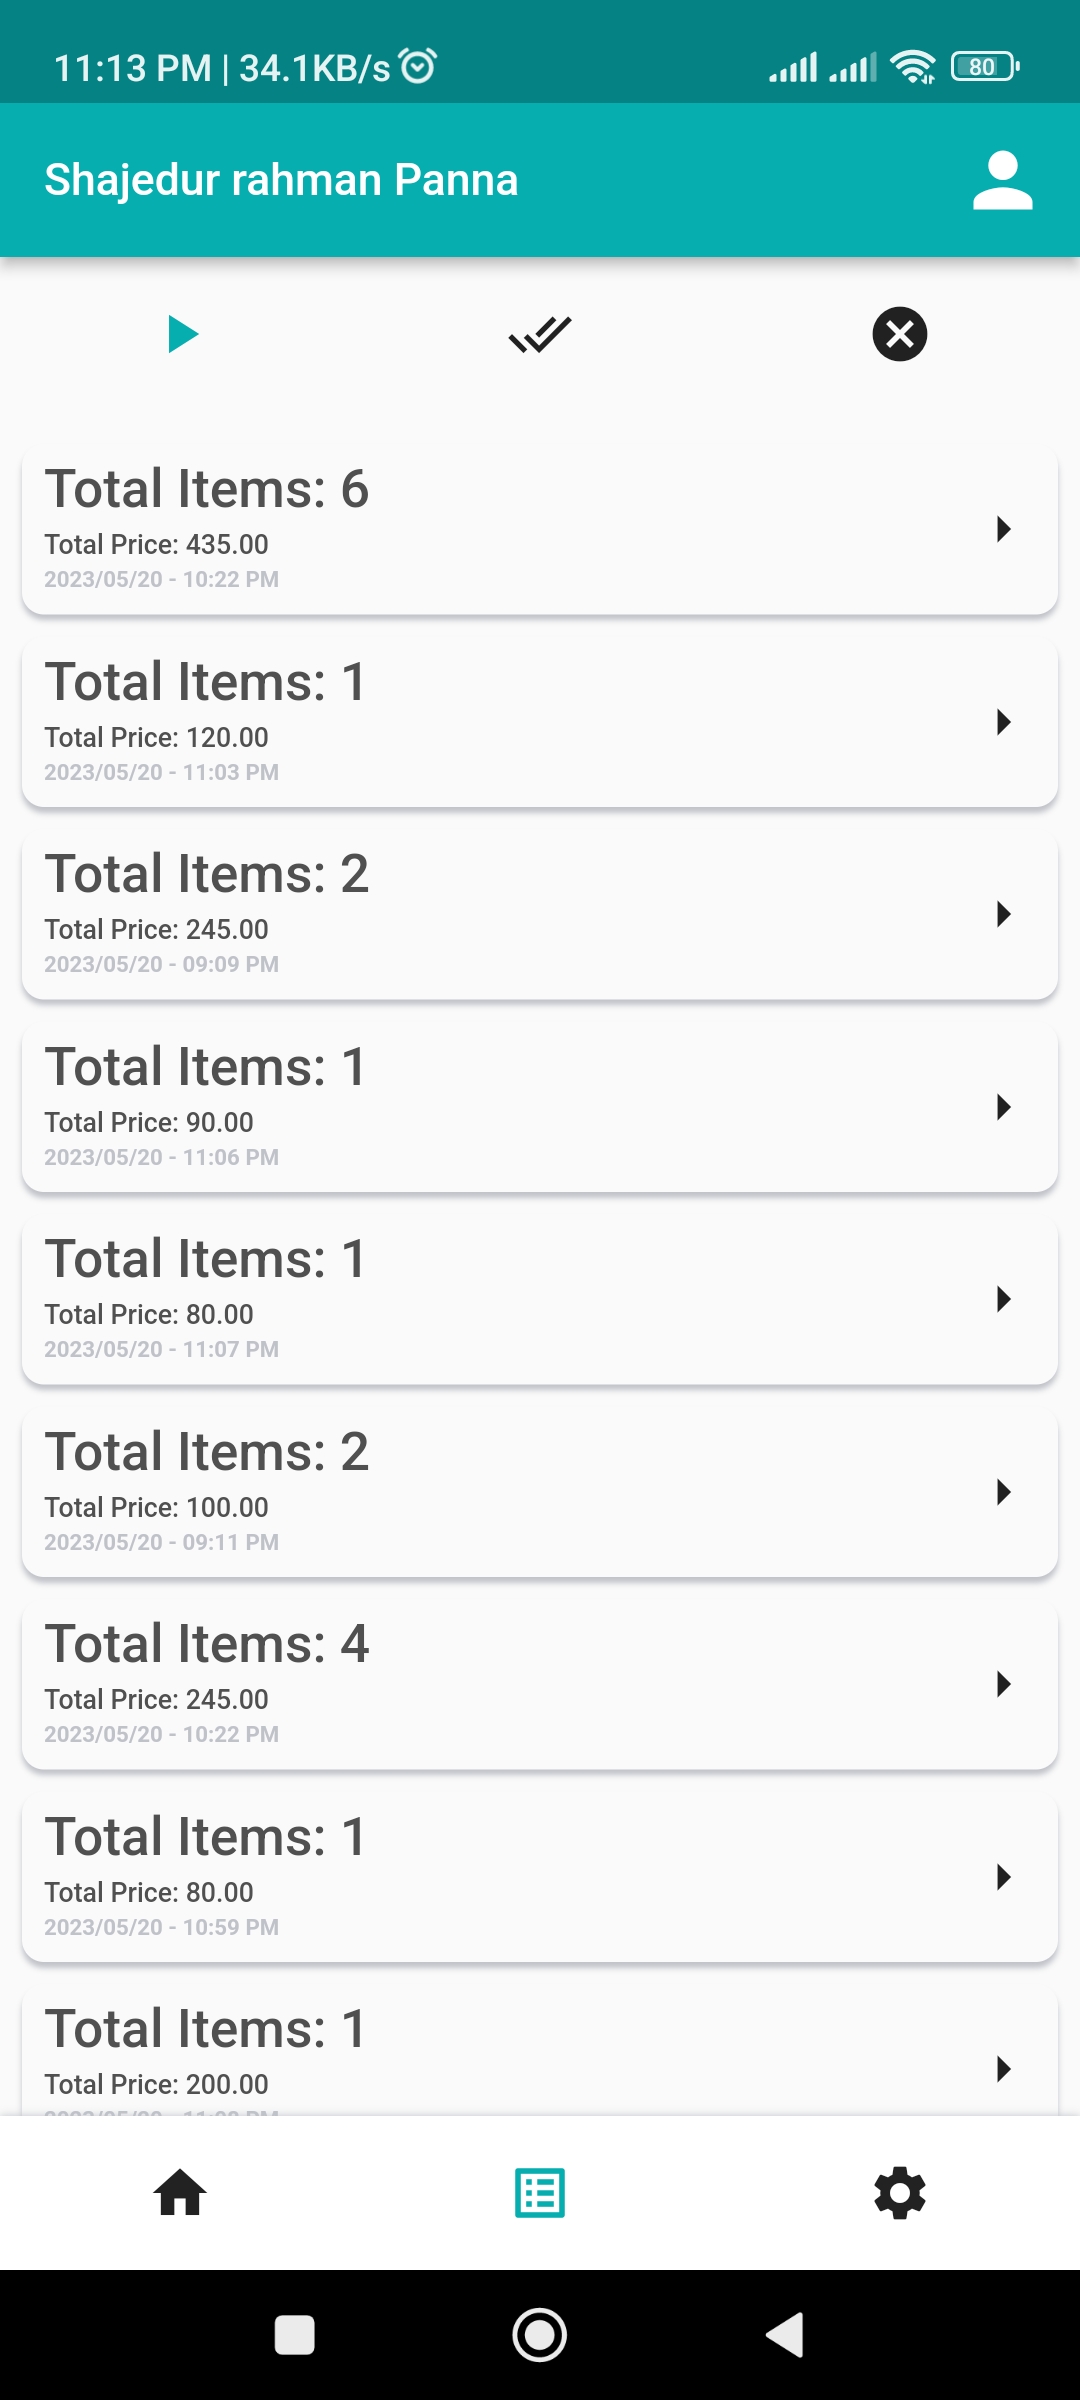 11:13 PM | 34.1KB/s
80
Shajedur rahman Panna
Total Items: 6
Total Price: 435.00
2023/05/20 - 10:22 PM
Total Items: 1
Total Price: 120.00
2023/05/20 - 11:03 PM
Total Items: 2
Total Price: 245.00
2023/05/20 - 09:09 PM
Total Items: 1
Total Price: 90.00
2023/05/20 - 11:06 PM
Total Items: 1
Total Price: 80.00
2023/05/20 - 11:07 PM
Total Items: 2
Total Price: 100.00
2023/05/20 - 09:11 PM
Total Items: 4
Total Price: 245.00
2023/05/20 - 10:22 PM
Total Items: 1
Total Price: 80.00
2023/05/20 - 10:59 PM
Total Items: 1
Total Price: 200.00